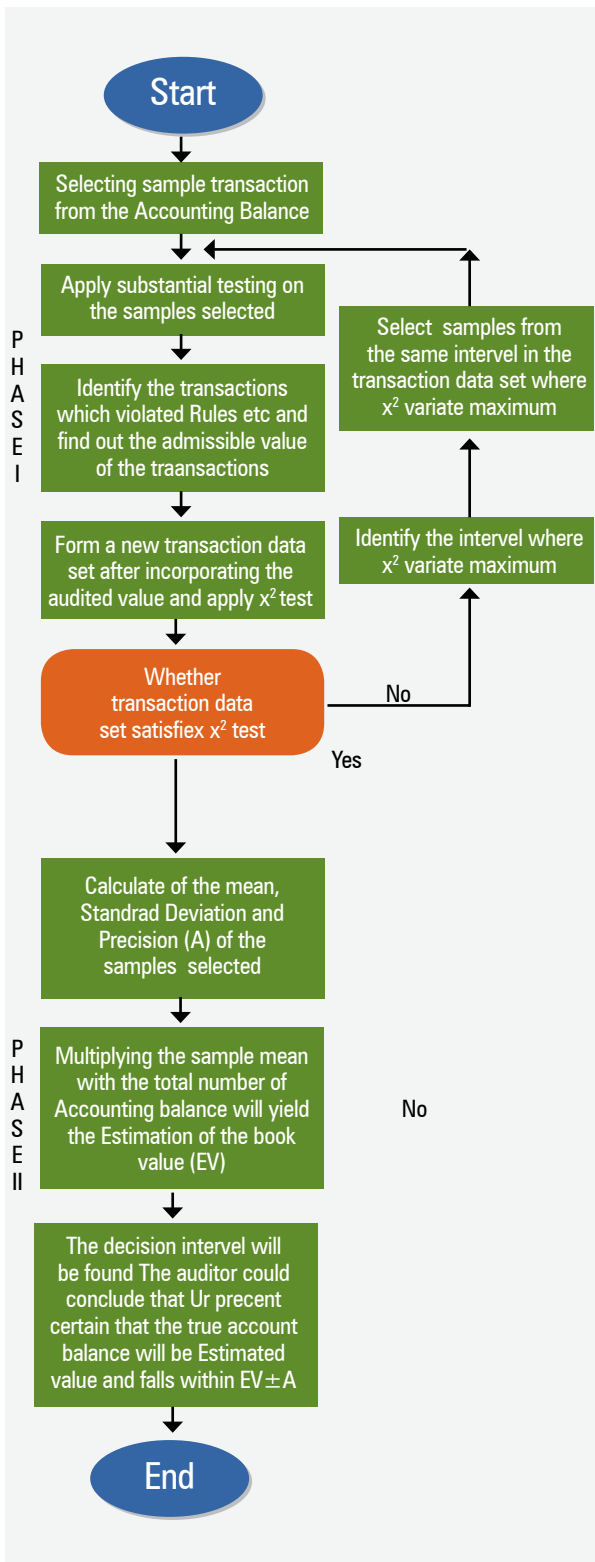 Start
Selecting sample transaction
from the Accounting Balance
Apply substantial testing on
the samples selected
P
H
A
S
E
I
Identify the transactions
which violated Rules etc and
find out the admissible value
of the traansactions
Form a new transaction data
set after incorporating the
audited value and apply x² test
Select samples from
the same intervel in the
transaction data set where
x² variate maximum
Identify the intervel where
x² variate maximum
Whether
transaction data
set satisfiex x² test
No
Yes
Calculate of the mean,
Standrad Deviation and
Precision (A) of the
samples selected
P
H
A
S
E
II
Multiplying the sample mean
with the total number of
Accounting balance will yield
the Estimation of the book
value (EV)
No
The decision interval will
be found The auditor could
conclude that Ur precent
certain that the true account
balance will be Estimated
value and falls within EV±A
End